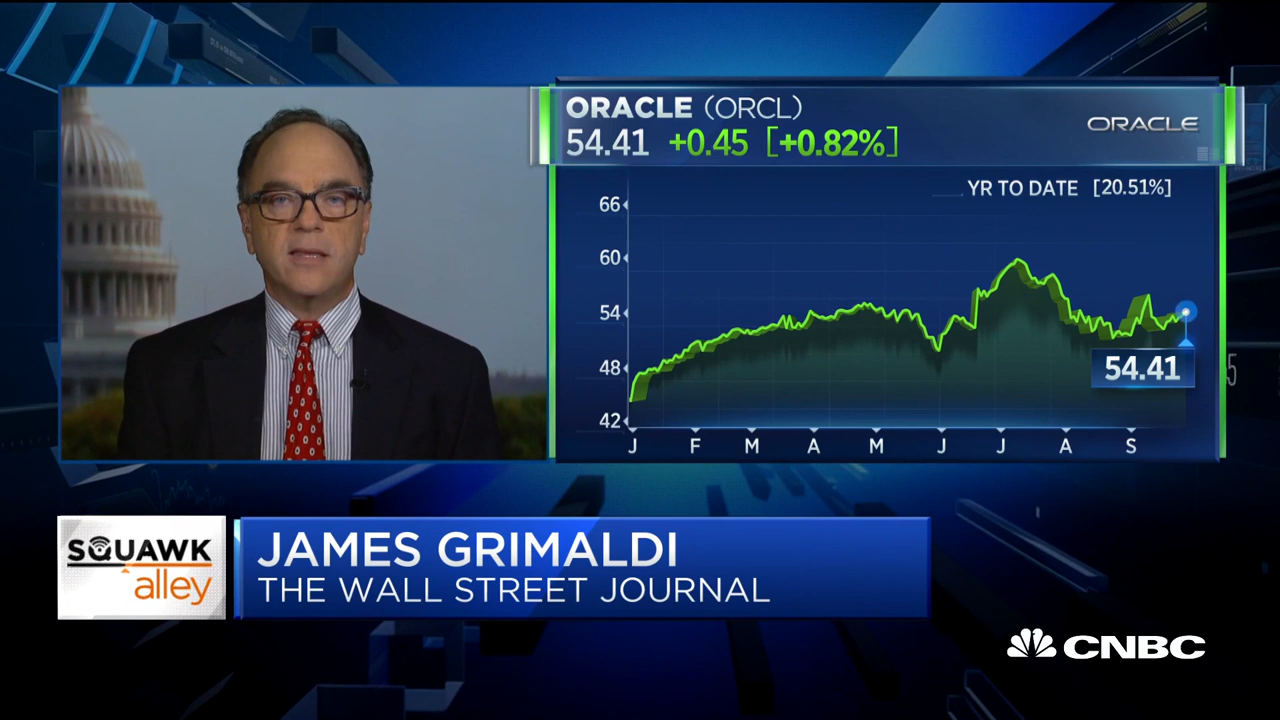 ORACLE (ORCL)
54.41 +0.45 [+0.82%]
ORACLE
YR TO DATE [20.51%]
66
60
54
48
42
54.41
J F M A M J J A S
SQUAWK
alley
JAMES GRIMALDI
THE WALL STREET JOURNAL
CNBC